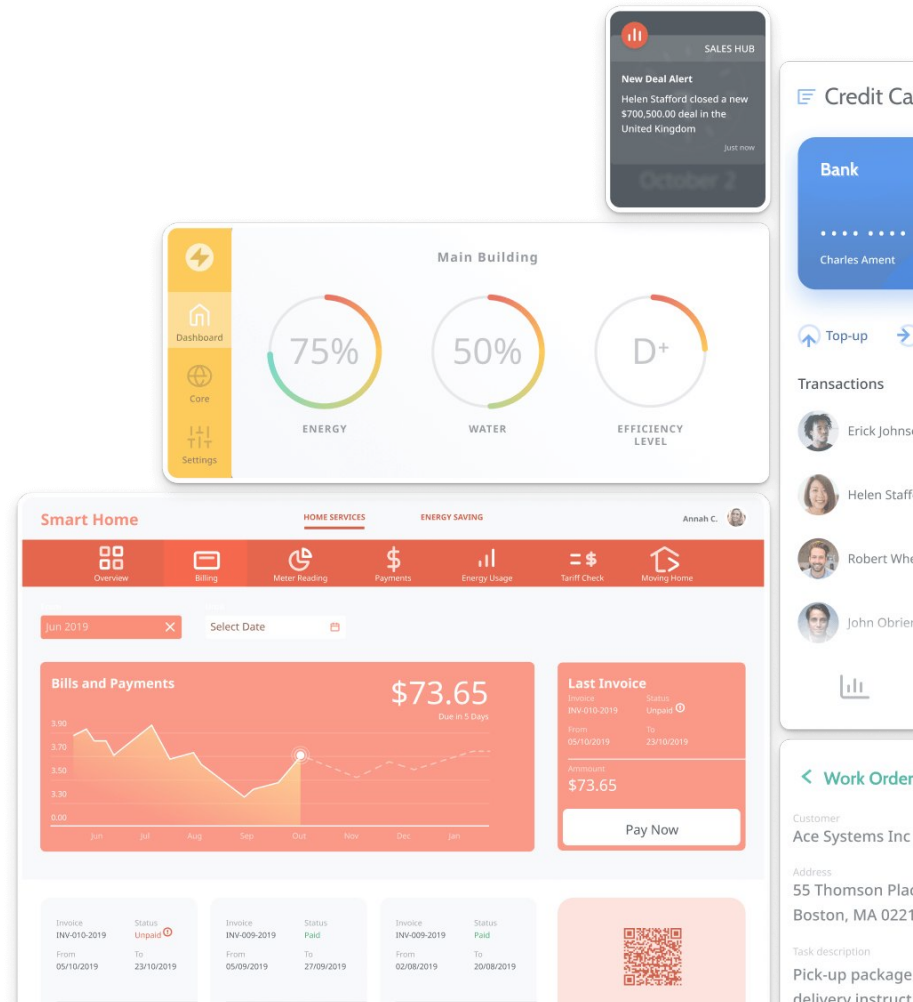 SALES HUB
New Deal Alert
Helen Stafford closed a new
$700,500.00 deal in the
United Kingdom
Just now
October 2
Main Building
Dashboard
Core
Settings
75%
50%
D+
ENERGY
WATER
EFFICIENCY
LEVEL
Smart Home
HOME SERVICES
ENERGY SAVING
Annah C.
Overview
Billing
Meter Reading
Payments
Energy Usage
Tariff Check
Moving Home
Jun 2019
Select Date
Bills and Payments
$73.65
Due in 5 Days
3.90
3.70
3.50
3.30
0.00
Jun Jul Aug Sep Out Nov Dec Jan
Last Invoice
Invoice Status
INV-010-2019 Unpaid
From To
05/10/2019 23/10/2019
Ammount
$73.65
Pay Now
Invoice Status
INV-010-2019 Unpaid
From To
05/10/2019 23/10/2019
Invoice Status
INV-009-2019 Paid
From To
05/09/2019 27/09/2019
Invoice Status
INV-009-2019 Paid
From To
02/08/2019 20/08/2019
Credit Ca
Bank
Charles Ament
Top-up
Transactions
Erick Johns
Helen Staff
Robert Whe
John Obrie
Work Order
Customer
Ace Systems Inc
Address
55 Thomson Pla
Boston, MA 0221
Task description
Pick-up package
delivery instruct